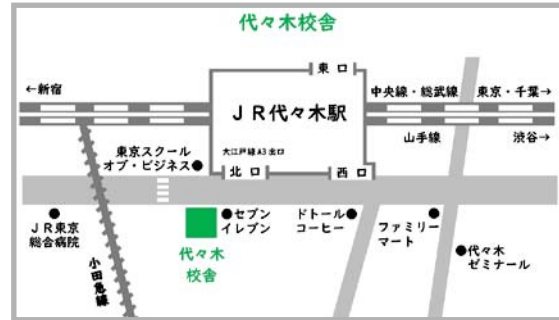 代々木校舎
東口
←新宿
中央線・総武線
東京・千葉→
JR代々木駅
山手線
渋谷→
東京スクール
オブ・ビジネス
大江戸線A3出口
北口
西口
JR東京
総合病院
小田急線
代々木
校舎
セブン
イレブン
ドトール
コーヒー
ファミリー
マート
代々木
ゼミナール